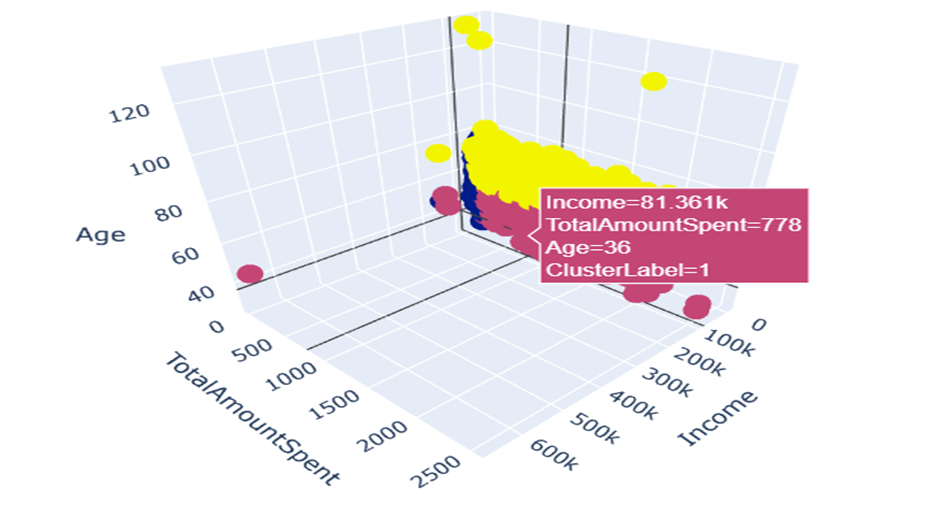 120
100
80
60
40
Age
Income=81.361k
TotalAmountSpent=778
Age=36
ClusterLabel=1
0
500
1000
1500
2000
2500
TotalAmountSpent
0
100k
200k
300k
400k
500k
600k
Income